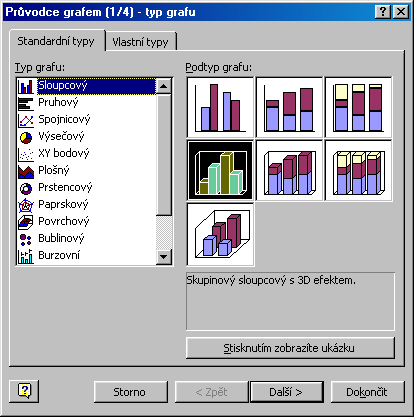 Průvodce grafem (1/4) - typ grafu
Standardní typy
Vlastní typy
Typ grafu:
Podtyp grafu:
Sloupcový
Pruhový
Spojnicový
Výsečový
XY bodový
Plošný
Prstencový
Paprskový
Povrchový
Bublinový
Burzovní
Skupinový sloupcový s 3D efektem.
Stisknutím zobrazíte ukázku
Storno
< Zpět
Další >
Dokončit